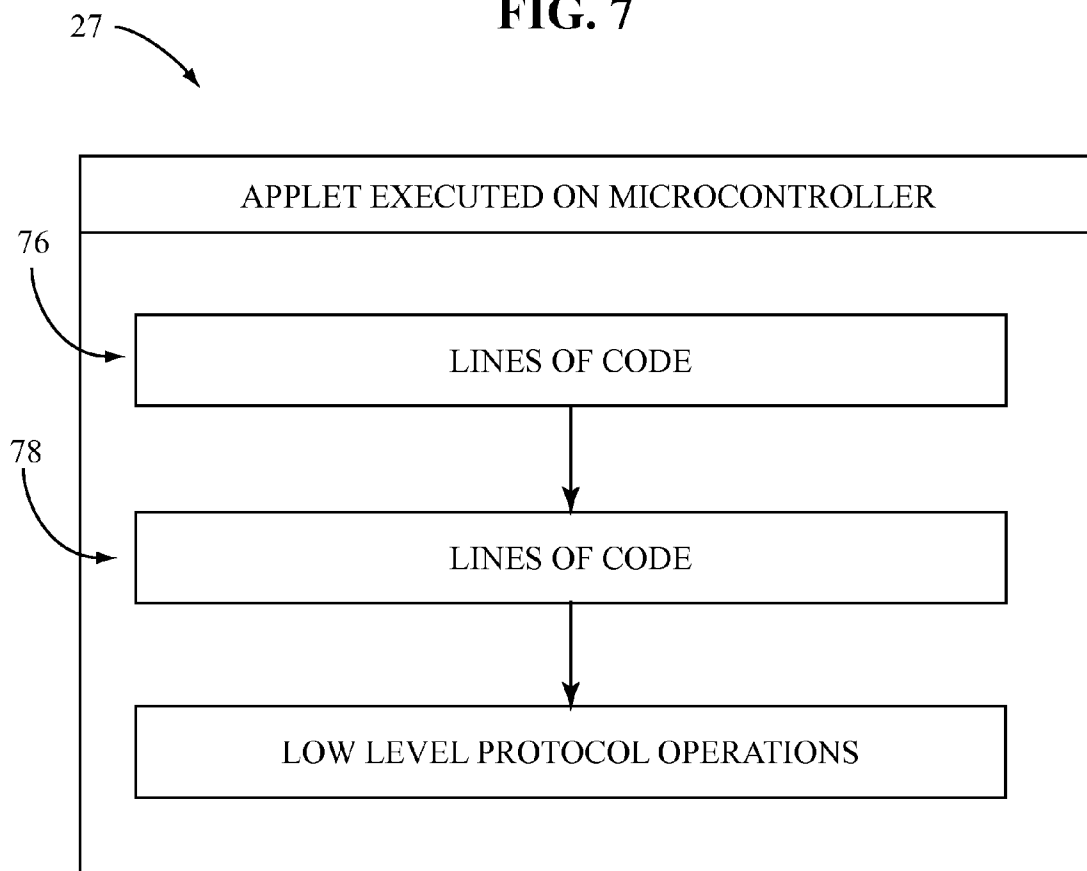 FIG. 7
27
APPLET EXECUTED ON MICROCONTROLLER
76
LINES OF CODE
78
LINES OF CODE
LOW LEVEL PROTOCOL OPERATIONS